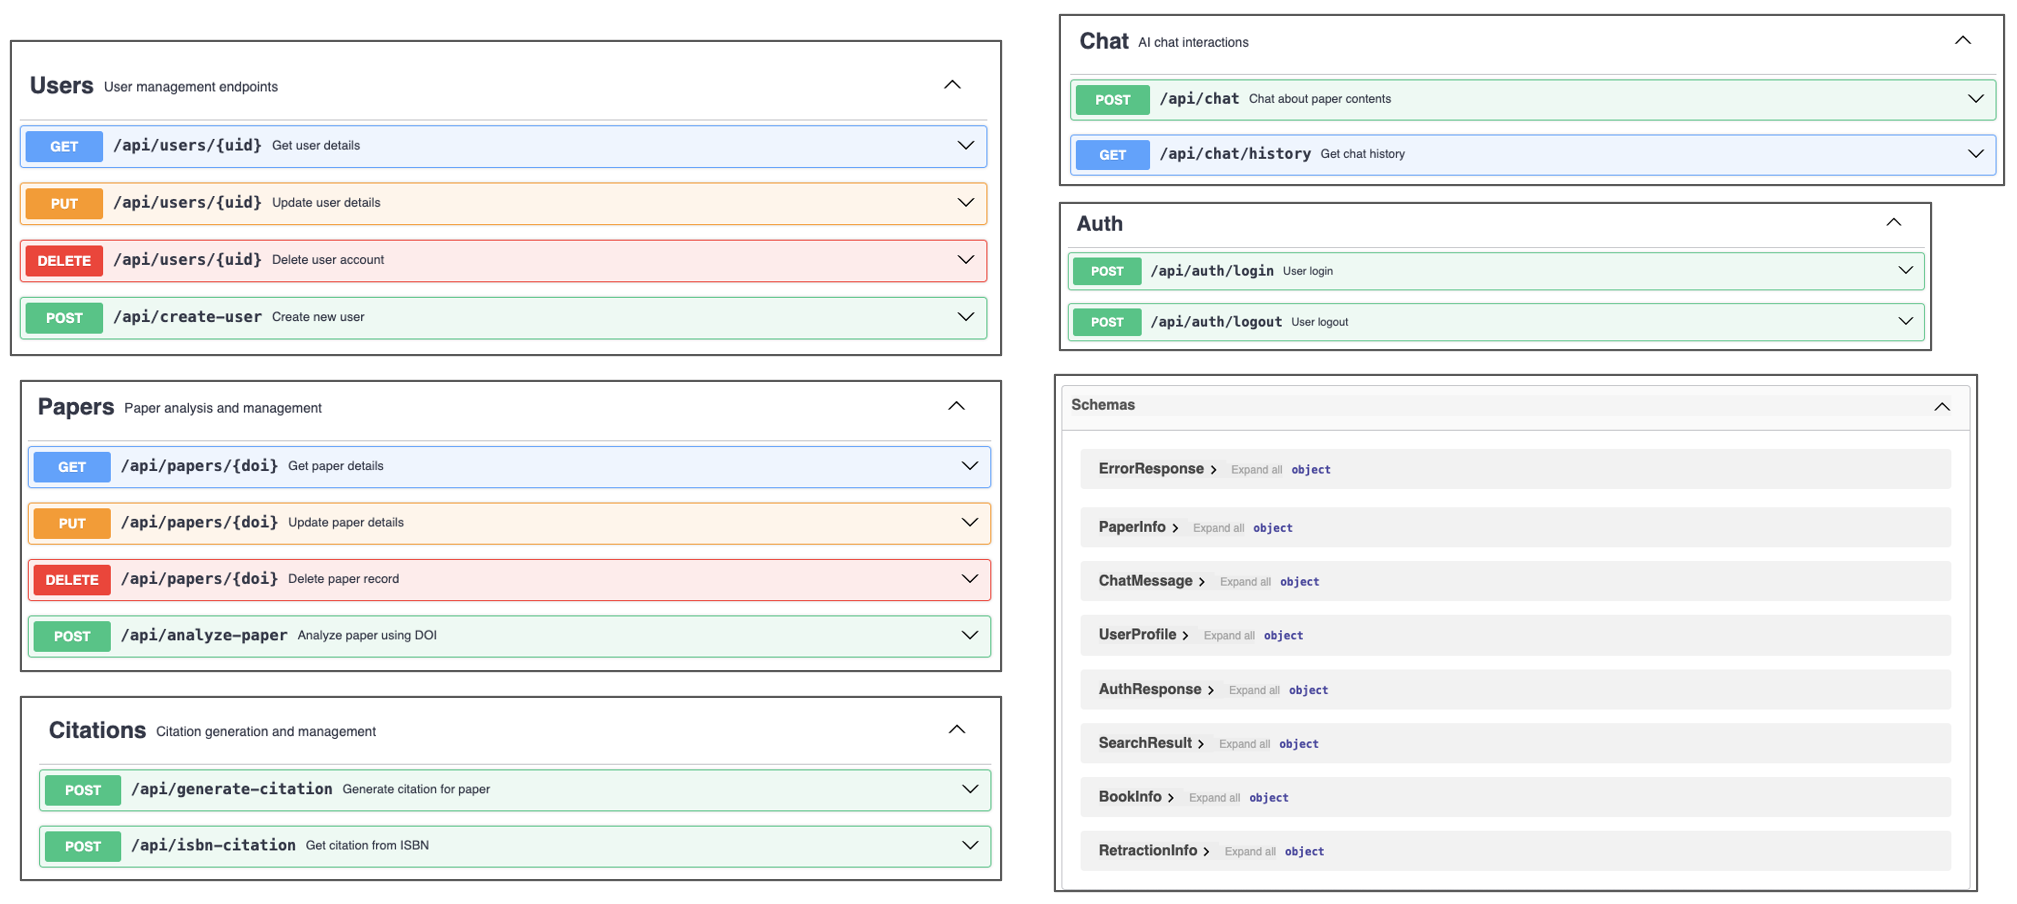 Users User management endpoints
GET /api/users/{uid} Get user details
PUT /api/users/{uid} Update user details
DELETE /api/users/{uid} Delete user account
POST /api/create-user Create new user
Papers Paper analysis and management
GET /api/papers/{doi} Get paper details
PUT /api/papers/{doi} Update paper details
DELETE /api/papers/{doi} Delete paper record
POST /api/analyze-paper Analyze paper using DOI
Citations Citation generation and management
POST /api/generate-citation Generate citation for paper
POST /api/isbn-citation Get citation from ISBN
Chat AI chat interactions
POST /api/chat Chat about paper contents
GET /api/chat/history Get chat history
Auth
POST /api/auth/login User login
POST /api/auth/logout User logout
Schemas
ErrorResponse Expand all object
PaperInfo Expand all object
ChatMessage Expand all object
UserProfile Expand all object
AuthResponse Expand all object
SearchResult Expand all object
BookInfo Expand all object
RetractionInfo Expand all object